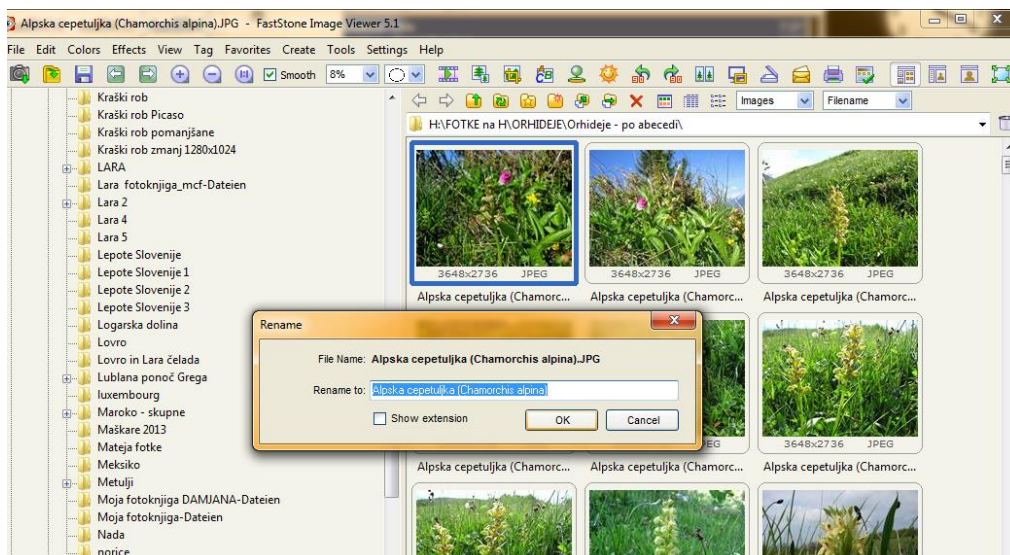 Alpska cepetuljka (Chamorchis alpina).JPG - FastStone Image Viewer 5.1
File Edit Colors Effects View Tag Favorites Create Tools Settings Help
Smooth 8%
Kraški rob
Kraški rob Picaso
Kraški rob pomanjšane
Kraški rob zmanj 1280x1024
LARA
Lara fotoknjiga_mcf-Dateien
Lara 2
Lara 4
Lara 5
Lepote Slovenije
Lepote Slovenije 1
Lepote Slovenije 2
Lepote Slovenije 3
Logarska dolina
Lovro
Lovro in Lara čelada
Lublana ponoč Grega
luxembourg
Maroko - skupne
Maškare 2013
Mateja fotke
Meksiko
Metulji
Moja fotoknjiga DAMJANA-Dateien
Moja fotoknjiga-Dateien
Nada
norice
Images Filename
H:\FOTKE na H\ORHIDEJE\Orhideje - po abecedi\
3648x2736 JPEG 3648x2736 JPEG 3648x2736 JPEG
Alpska cepetuljka (Chamorc... Alpska cepetuljka (Chamorc... Alpska cepetuljka (Chamorc...
Rename
File Name: Alpska cepetuljka (Chamorchis alpina).JPG
Rename to: Alpska cepetuljka (Chamorchis alpina)
Show extension OK Cancel
PEG 3648x2736 JPEG
Alpska cepetuljka (Chamorc... Alpska cepetuljka (Chamorc... Alpska cepetuljka (Chamorc...